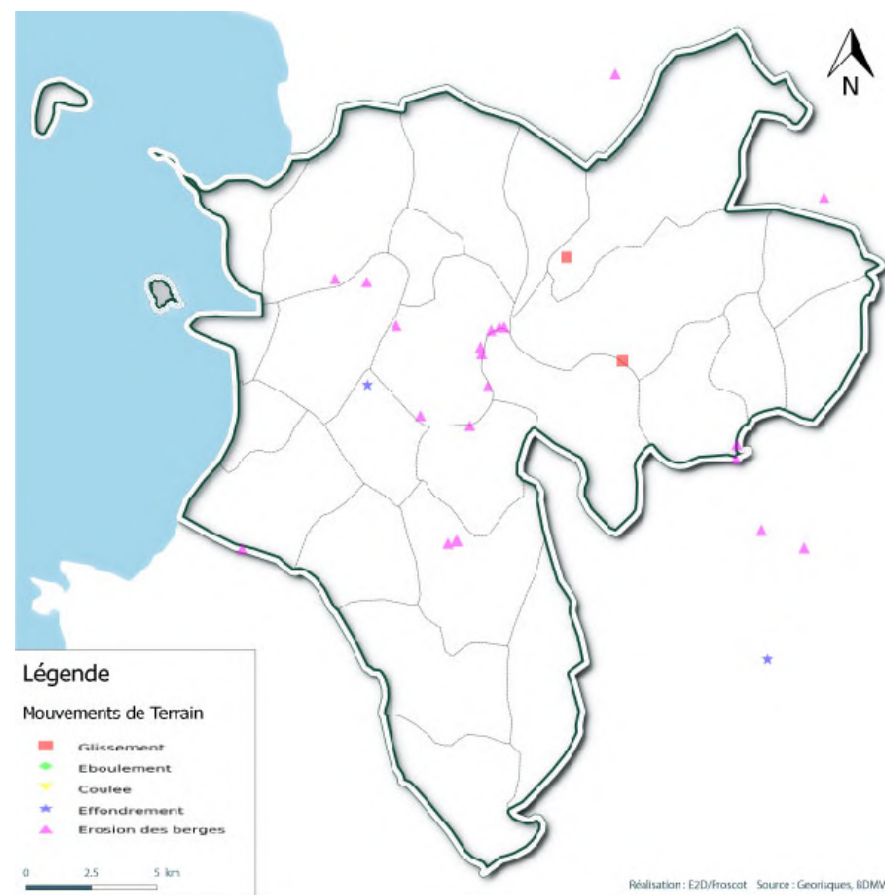 N
Légende
Mouvements de Terrain
Glissement
Eboulement
Coulée
Effondrement
Erosion des berges
0 2.5 5 km
Réalisation : E2D/Froscot Source : Georisques, BDMV